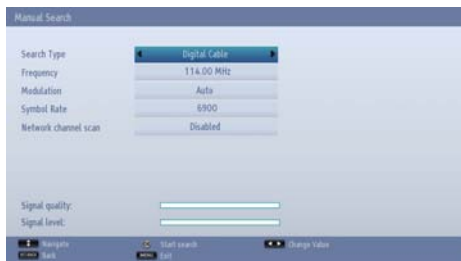 Manual Search
Search Type Digital Cable
Frequency 114.00 MHz
Modulation Auto
Symbol Rate 6900
Network channel scan Disabled
Signal quality:
Signal level:
Navigate Start search Change Value
Back MENU Exit